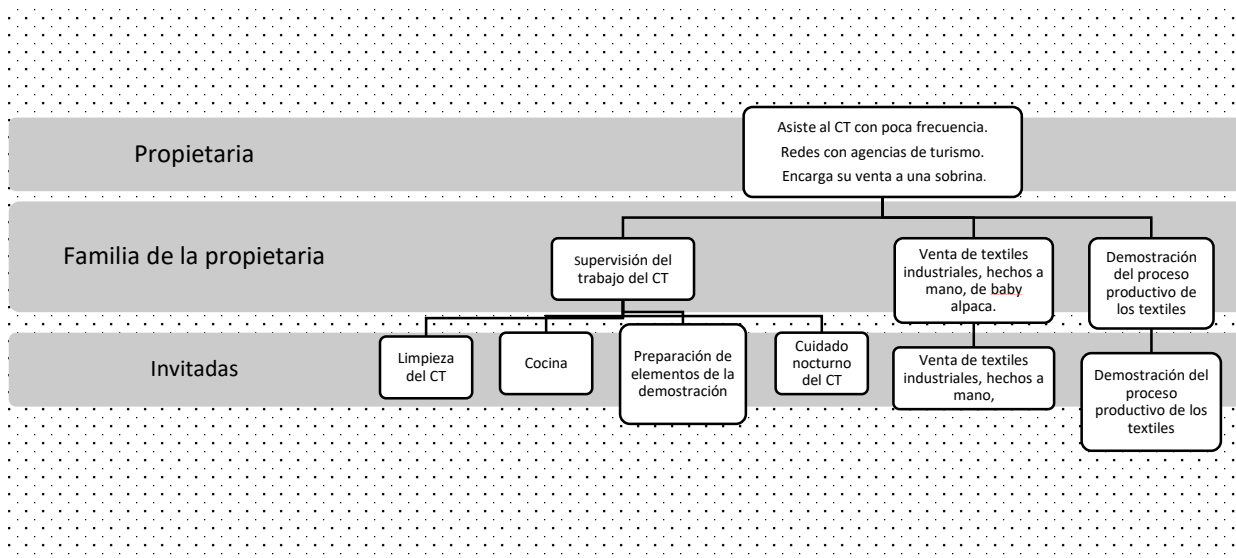 Propietaria
Asiste al CT con poca frecuencia.
Redes con agencias de turismo.
Encarga su venta a una sobrina.
Familia de la propietaria
Supervisión del
trabajo del CT
Venta de textiles
industriales, hechos a
mano, de baby
alpaca.
Demostración
del proceso
productivo de
los textiles
Invitadas
Limpieza
del CT
Cocina
Preparación de
elementos de la
demostración
Cuidado
nocturno
del CT
Venta de textiles
industriales, hechos a
mano,
Demostración del
proceso
productivo de los
textiles